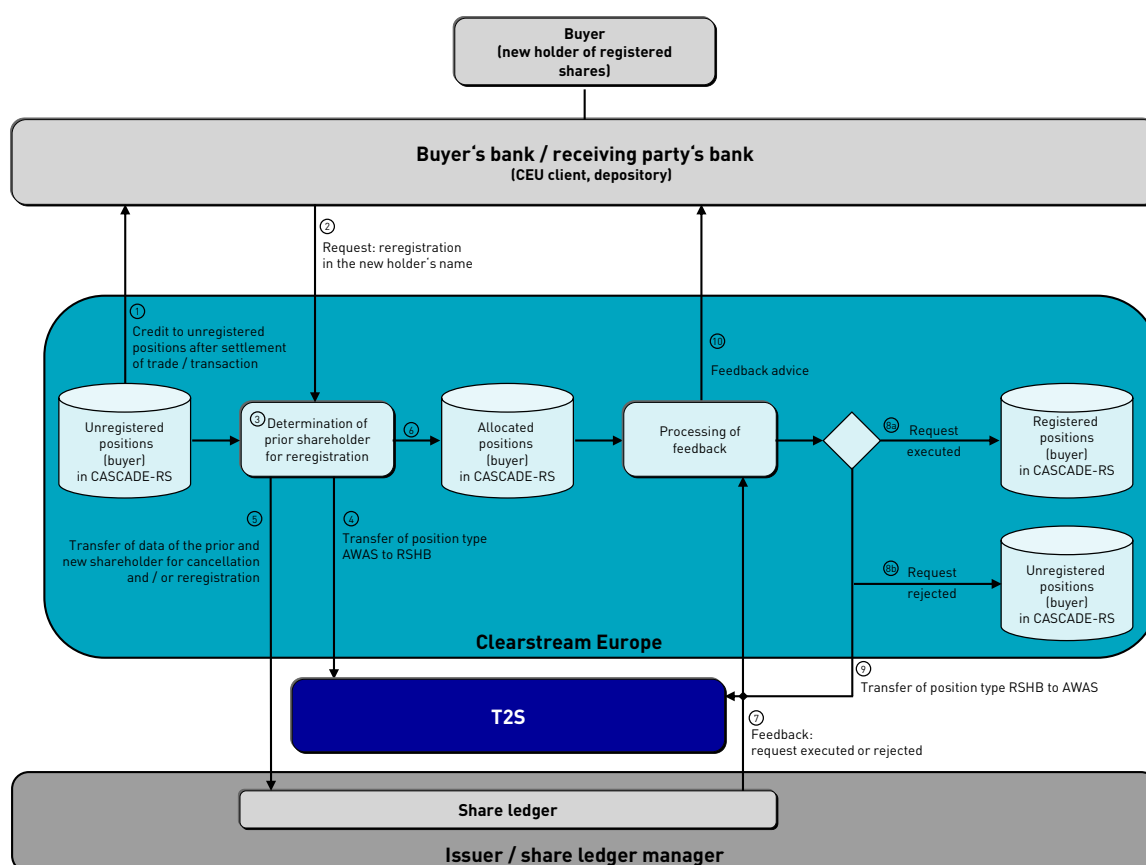 Buyer
(new holder of registered
shares)
Buyer‘s bank / receiving party‘s bank
(CEU client, depository)
2
Request: reregistration
in the new holder‘s name
1
Credit to unregistered
positions after settlement
of trade / transaction
10
Feedback advice
Unregistered
positions
(buyer)
in CASCADE-RS
3
Determination of
prior shareholder
for reregistration
6
Allocated
positions
(buyer)
in CASCADE-RS
Processing of
feedback
8a
Request
executed
Registered
positions
(buyer)
in CASCADE-RS
5
Transfer of data of the prior and
new shareholder for cancellation
and / or reregistration
4
Transfer of position type
AWAS to RSHB
8b
Request
rejected
Unregistered
positions
(buyer)
in CASCADE-RS
Clearstream Europe
9
Transfer of position type RSHB to AWAS
T2S
7
Feedback:
request executed or rejected
Share ledger
Issuer / share ledger manager